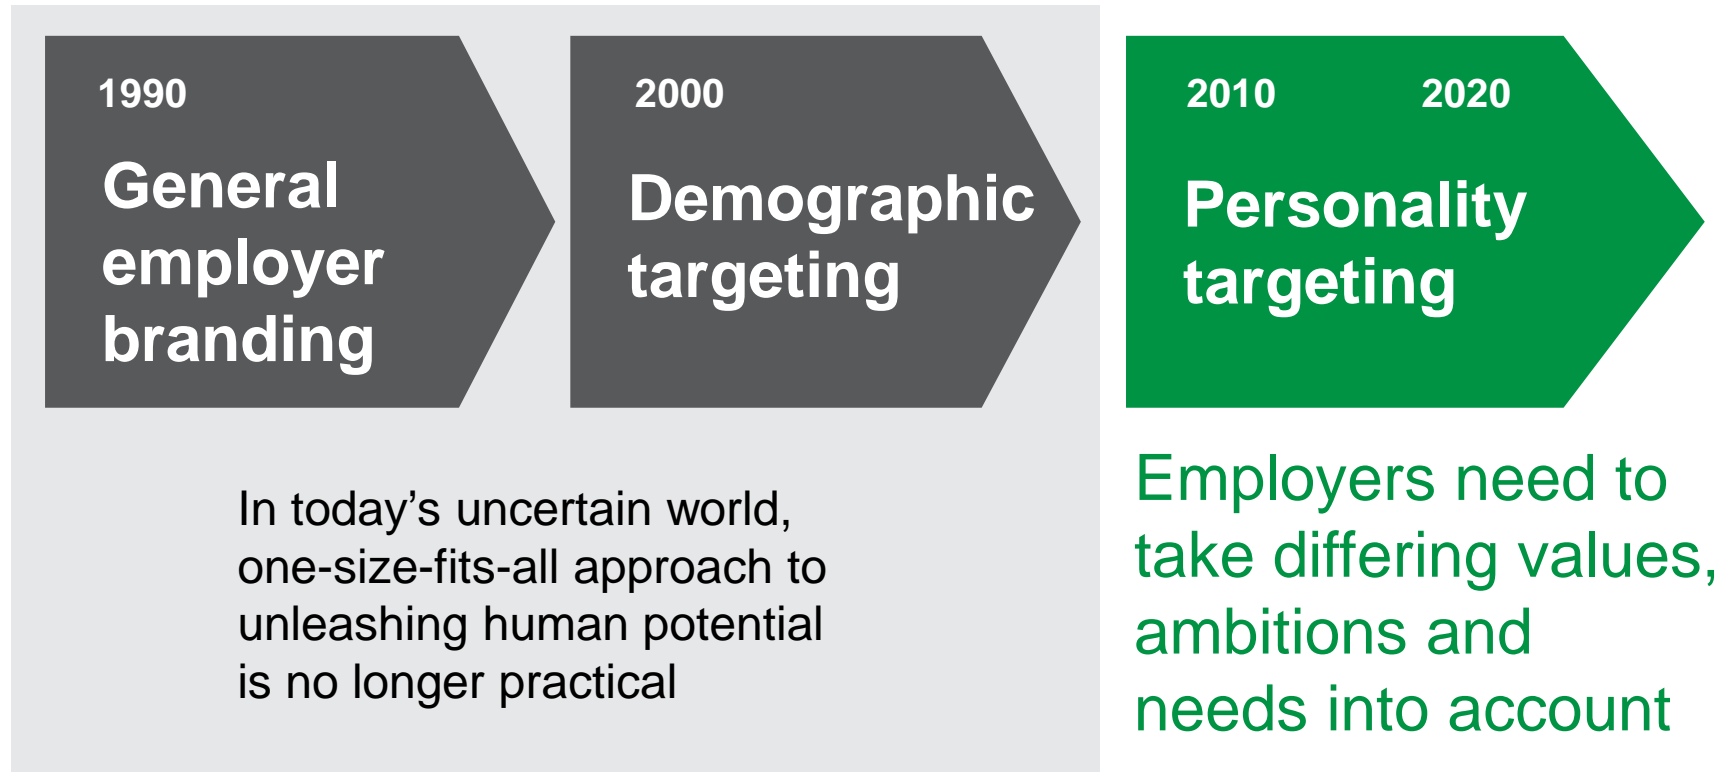 1990
General
employer
branding
2000
Demographic
targeting
2010 2020
Personality
targeting
In today’s uncertain world,
one-size-fits-all approach to
unleashing human potential
is no longer practical
Employers need to
take differing values,
ambitions and
needs into account